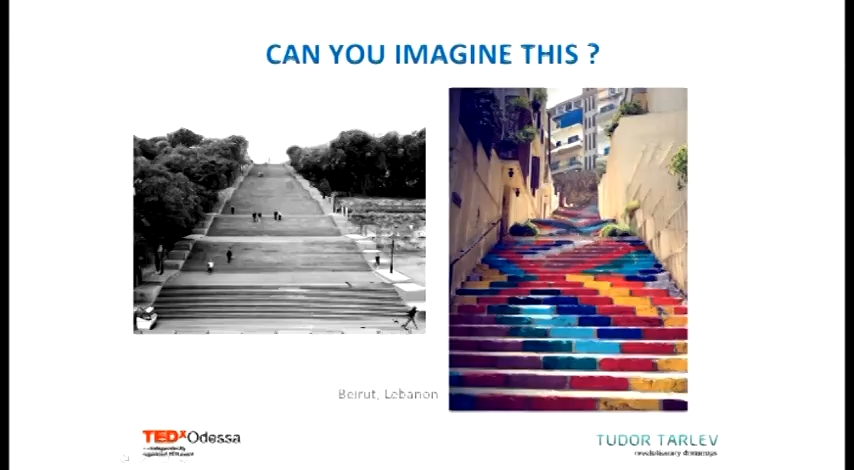 CAN YOU IMAGINE THIS ?
Beirut, Lebanon
TEDxOdessa
TUDOR TARLEV